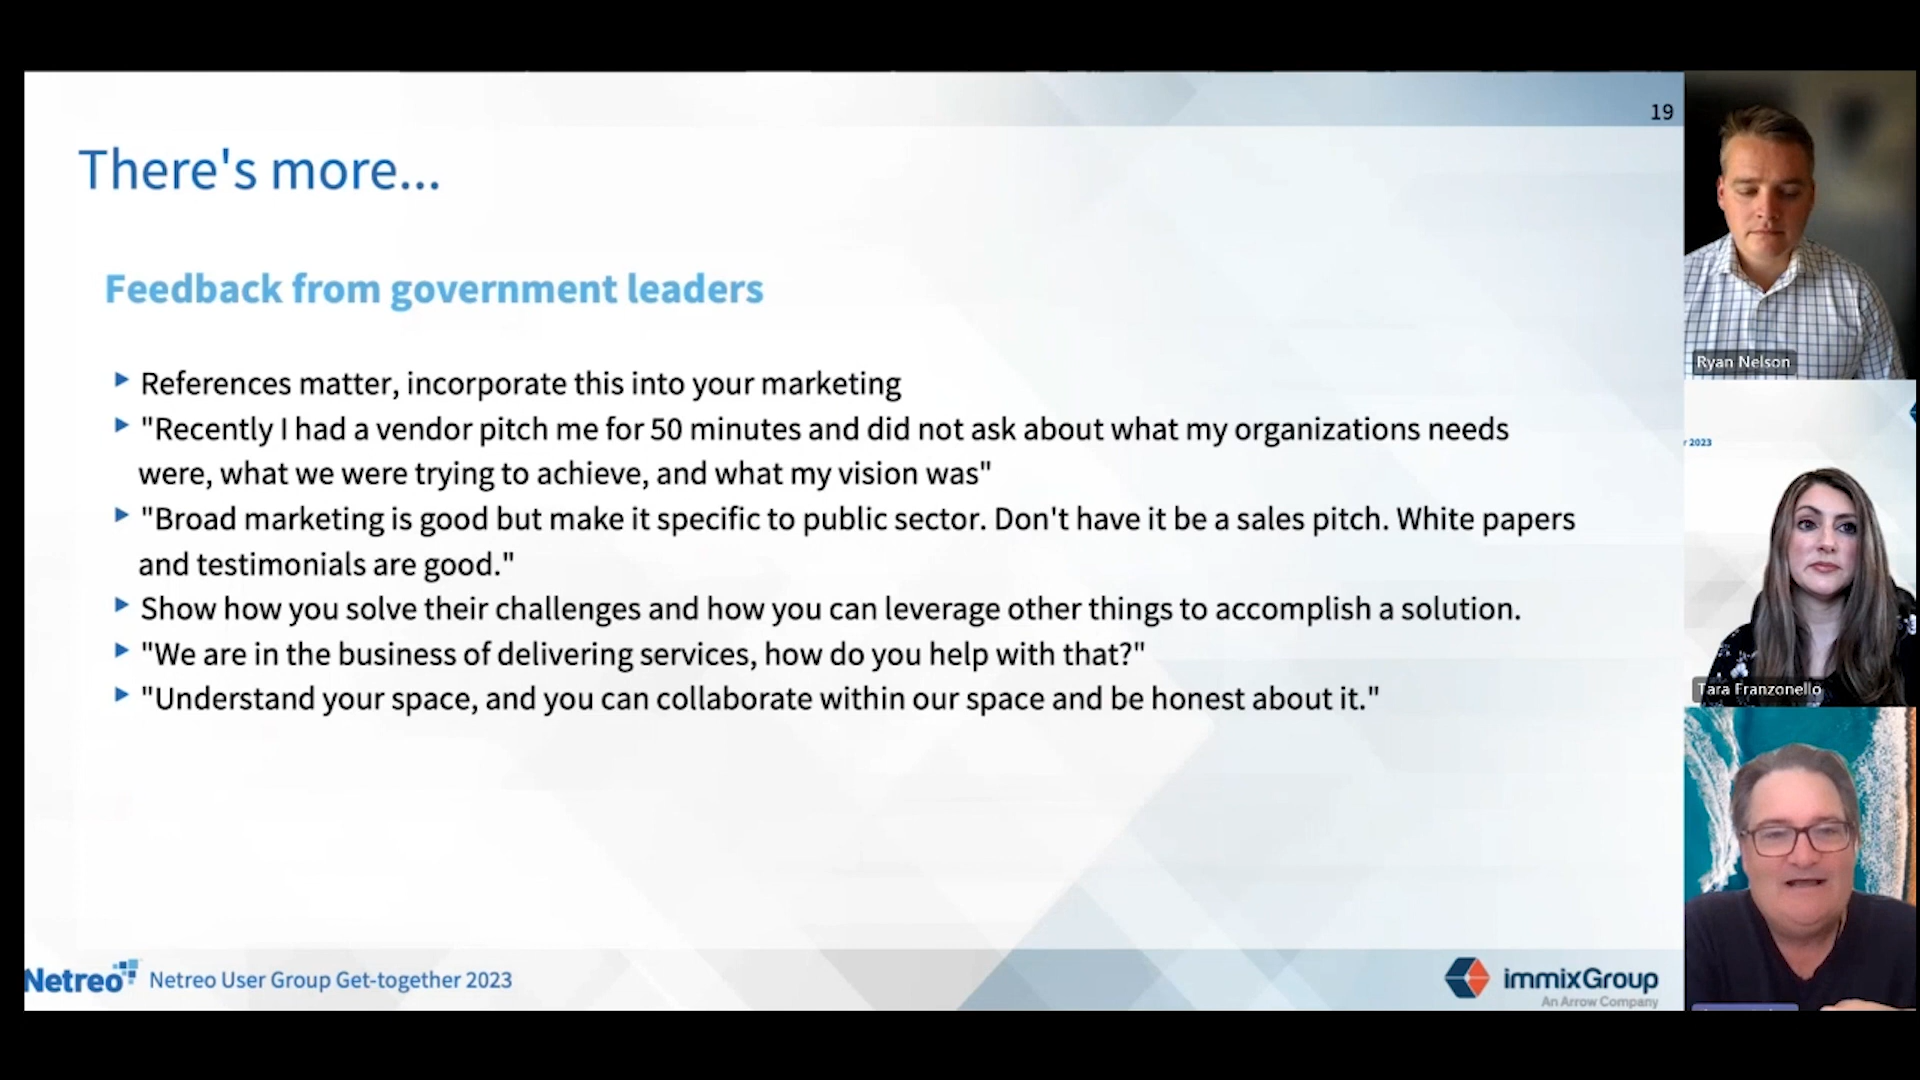 19
There's more...
Feedback from government leaders
References matter, incorporate this into your marketing
"Recently I had a vendor pitch me for 50 minutes and did not ask about what my organizations needs
were, what we were trying to achieve, and what my vision was"
"Broad marketing is good but make it specific to public sector. Don't have it be a sales pitch. White papers
and testimonials are good."
Show how you solve their challenges and how you can leverage other things to accomplish a solution.
"We are in the business of delivering services, how do you help with that?"
"Understand your space, and you can collaborate within our space and be honest about it."
Netreo
Netreo User Group Get-together 2023
immixGroup
An Arrow Company
Ryan Nelson
2023
Tara Franzonello